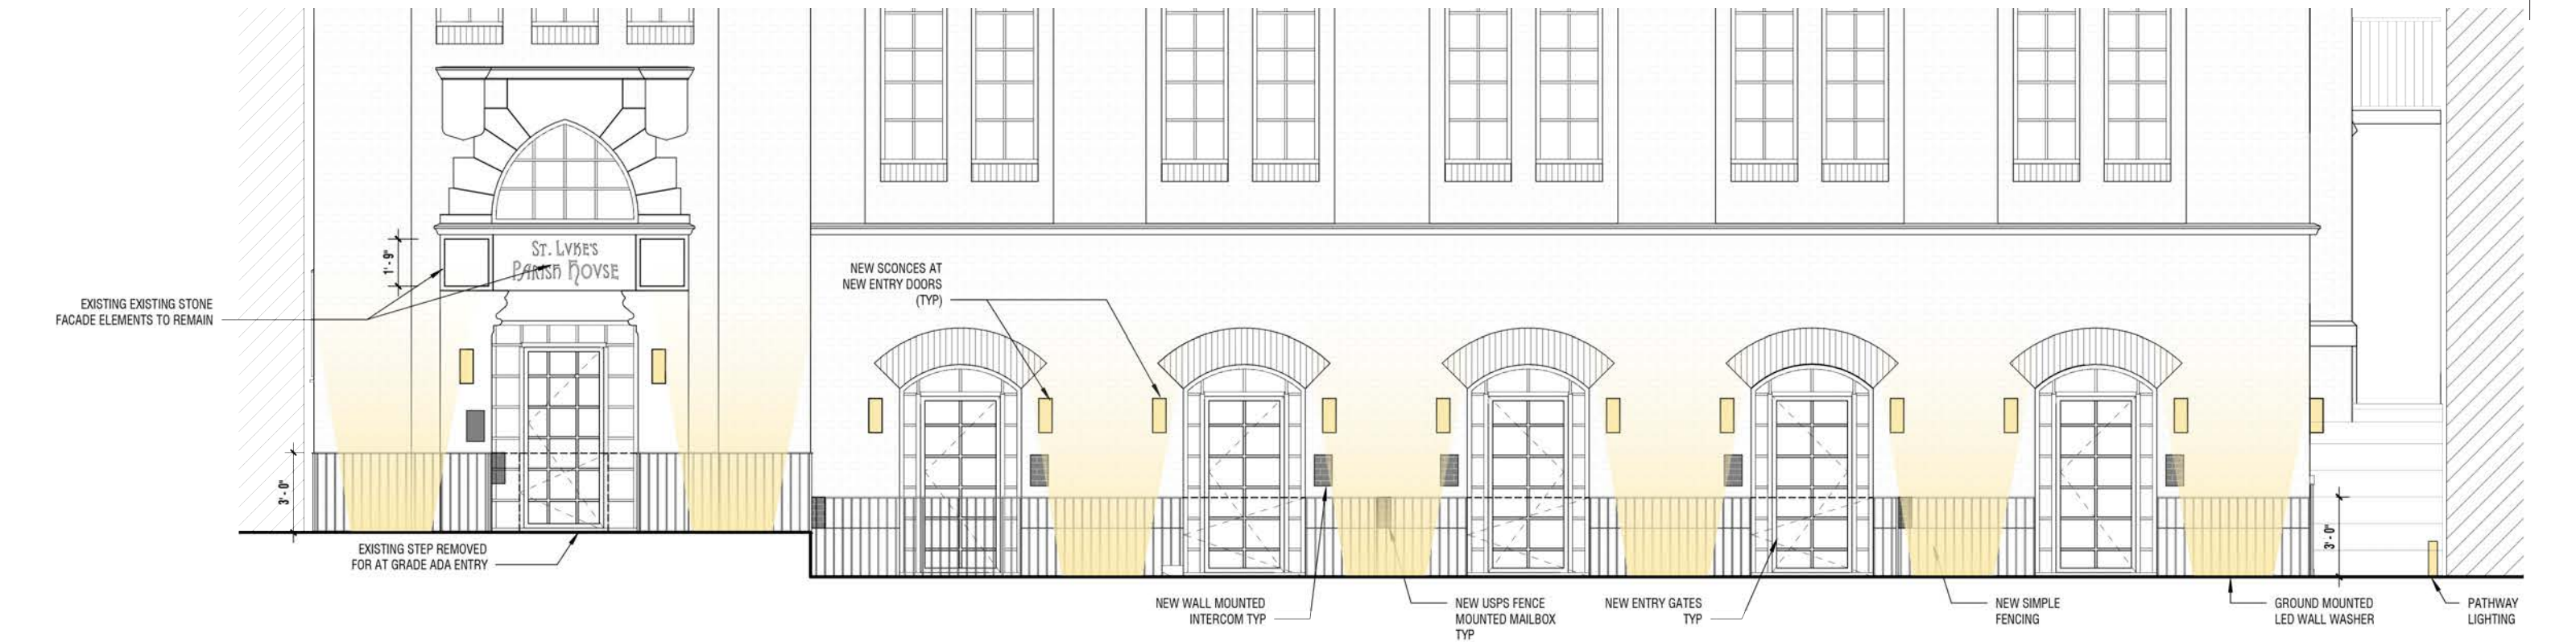 ST. LVKE'S
PARISH HOVSE
1' - 9"
EXISTING EXISTING STONE
FACADE ELEMENTS TO REMAIN
NEW SCONCES AT
NEW ENTRY DOORS
(TYP)
3' - 0"
EXISTING STEP REMOVED
FOR AT GRADE ADA ENTRY
3' - 0"
NEW WALL MOUNTED
INTERCOM TYP
NEW USPS FENCE
MOUNTED MAILBOX
TYP
NEW ENTRY GATES
TYP
NEW SIMPLE
FENCING
GROUND MOUNTED
LED WALL WASHER
PATHWAY
LIGHTING